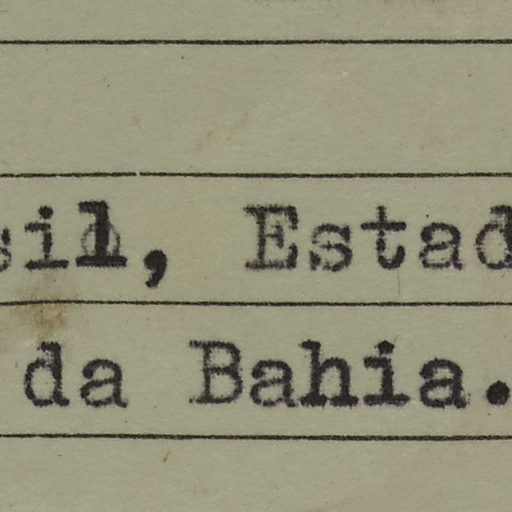 sil, Estad
da Bahia.